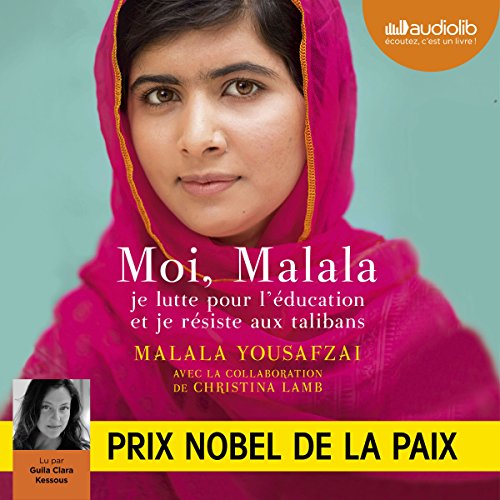 audiolib
écoutez, c'est un livre !
Moi, Malala
je lutte pour l'éducation
et je résiste aux talibans
MALALA YOUSAFZAI
AVEC LA COLLABORATION
DE CHRISTINA LAMB
Lu par
Guila Clara
Kessous
PRIX NOBEL DE LA PAIX